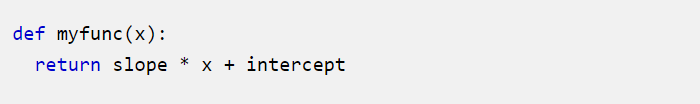 def myfunc(x):
  return slope * x + intercept